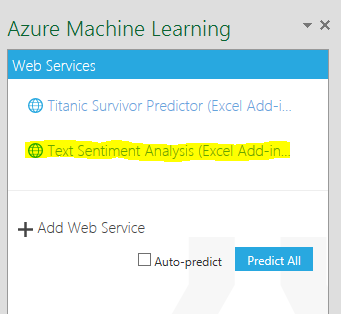 Azure Machine Learning
Web Services
Titanic Survivor Predictor (Excel Add-i...
Text Sentiment Analysis (Excel Add-in...
Add Web Service
Auto-predict Predict All